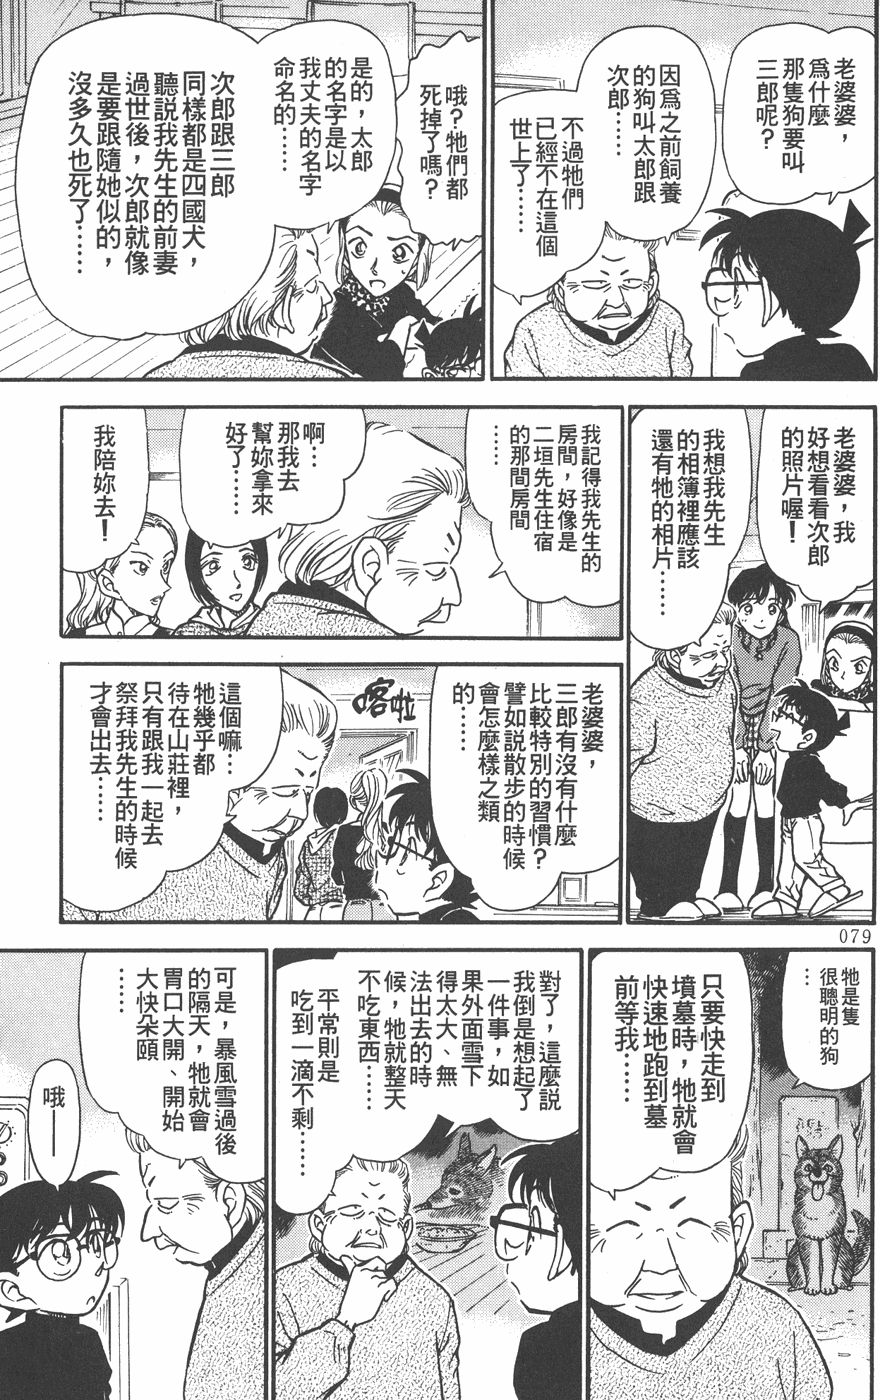 老婆婆，
爲什麼
那隻狗要叫
三郎呢？
因爲之前飼養
的狗叫太郎跟
次郎……
不過牠們
已經不在這個
世上了……
哦？牠們都
死掉了嗎？
是的，太郎
的名字是以
我丈夫的名字
命名的……
次郎跟三郎
同樣都是四國犬，
聽說我先生的前妻
過世後，次郎就像
是要跟隨她似的，
沒多久也死了……
老婆婆，我
好想看看次郎
的照片喔！
我想我先生
的相簿裡應該
還有牠的相片……
我記得我先生的
房間，好像是
二垣先生住宿
的那間房間
……
啊…
那我去
幫妳拿來
好了……
我陪妳去！
老婆婆，
三郎有沒有什麼
比較特別的習慣？
譬如說散步的時候
會怎麼樣之類
的……
喀啦
這個嘛…
牠幾乎都
待在山莊裡，
只有跟我一起去
祭拜我先生的時候
才會出去……
079
牠是隻
很聰明的狗
…
只要快走到
墳墓時，牠就會
快速地跑到墓
前等我……
對了，這麼說
我倒是想起了
一件事，如
果外面雪下
得太大、無
法出去的時
候，牠就整天
不吃東西……
平常則是
吃到一滴不剩…
可是，暴風雪過後
的隔天，牠就會
胃口大開、開始
大快朵頤
……
哦——